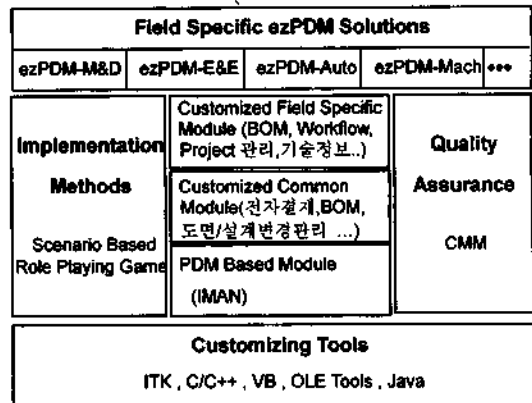 Field Specific ezPDM Solutions
ezPDM-M&D ezPDM-E&E ezPDM-Auto ezPDM-Mach •••
Implementation
Methods
Scenario Based
Role Playing Game
Customized Field Specific
Module (BOM, Workflow,
Project 관리,기술정보..)
Customized Common
Module(전자결재,BOM,
도면/설계변경관리 ...)
PDM Based Module
(IMAN)
Quality
Assurance
CMM
Customizing Tools
ITK , C/C++ , VB , OLE Tools , Java